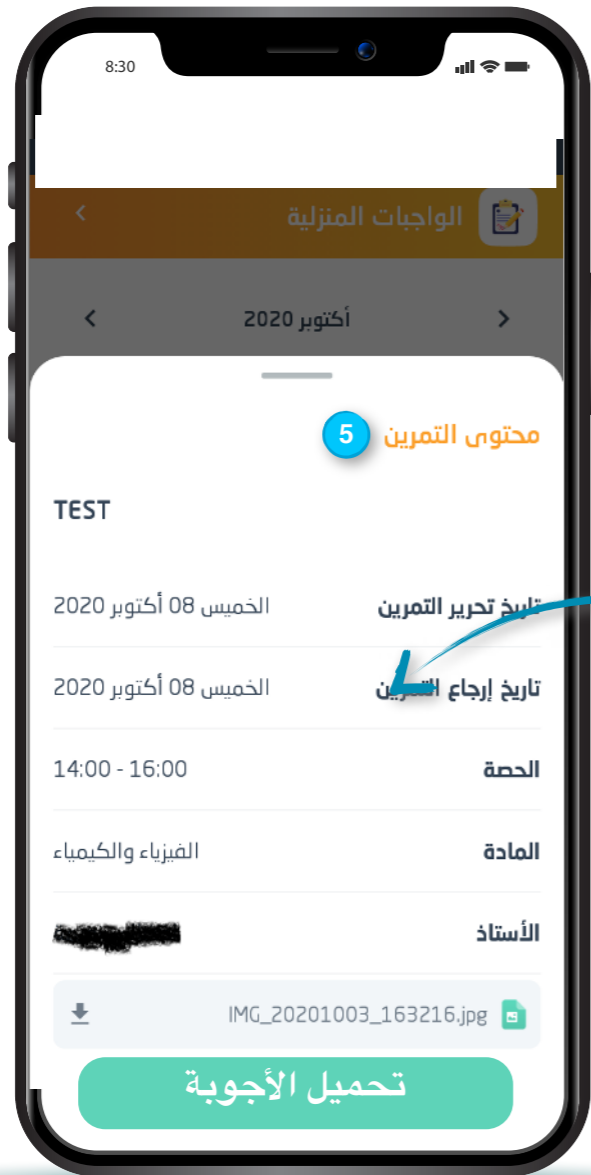 8:30
الواجبات المنزلية
أكتوبر 2020
محتوى التمرين 5
TEST
تاريخ تحرير التمرين الخميس 08 أكتوبر 2020
تاريخ إرجاع التمرين الخميس 08 أكتوبر 2020
الحصة 14:00 - 16:00
المادة الفيزياء والكيمياء
الأستاذ
IMG_20201003_163216.jpg
تحميل الأجوبة